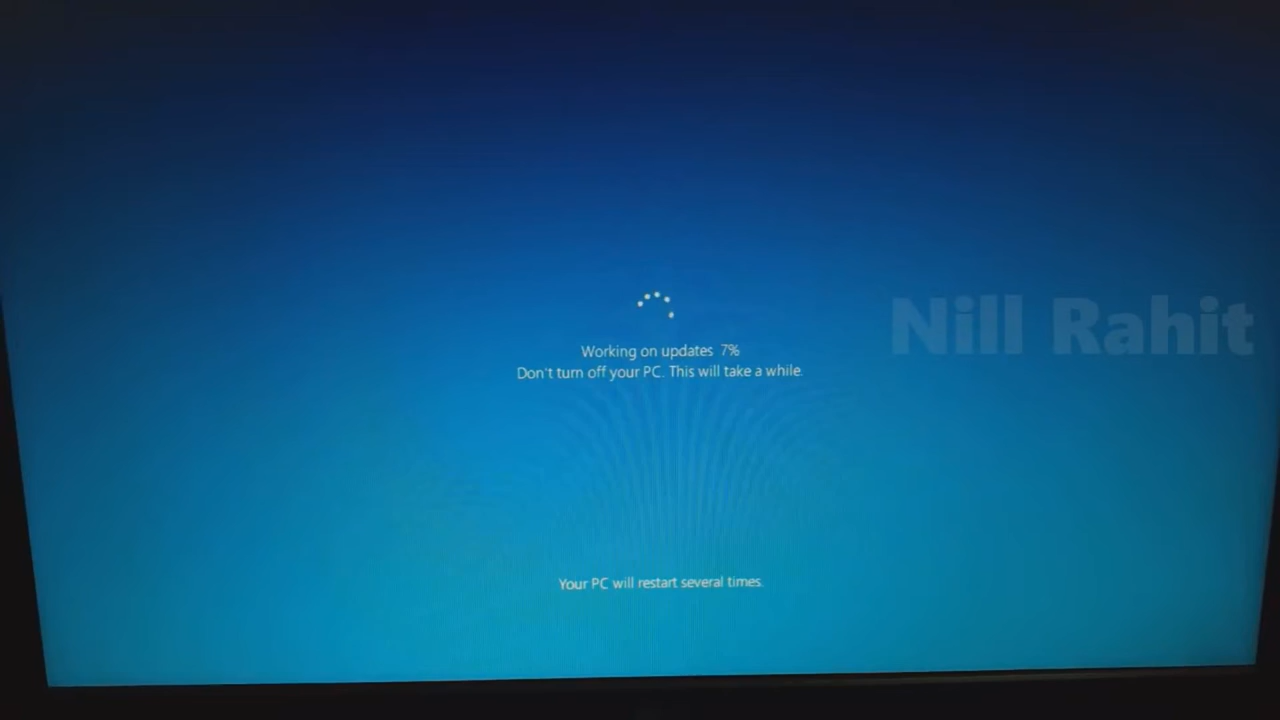 Nill Rahit
Working on updates 7%
Don't turn off your PC. This will take a while.
Your PC will restart several times.